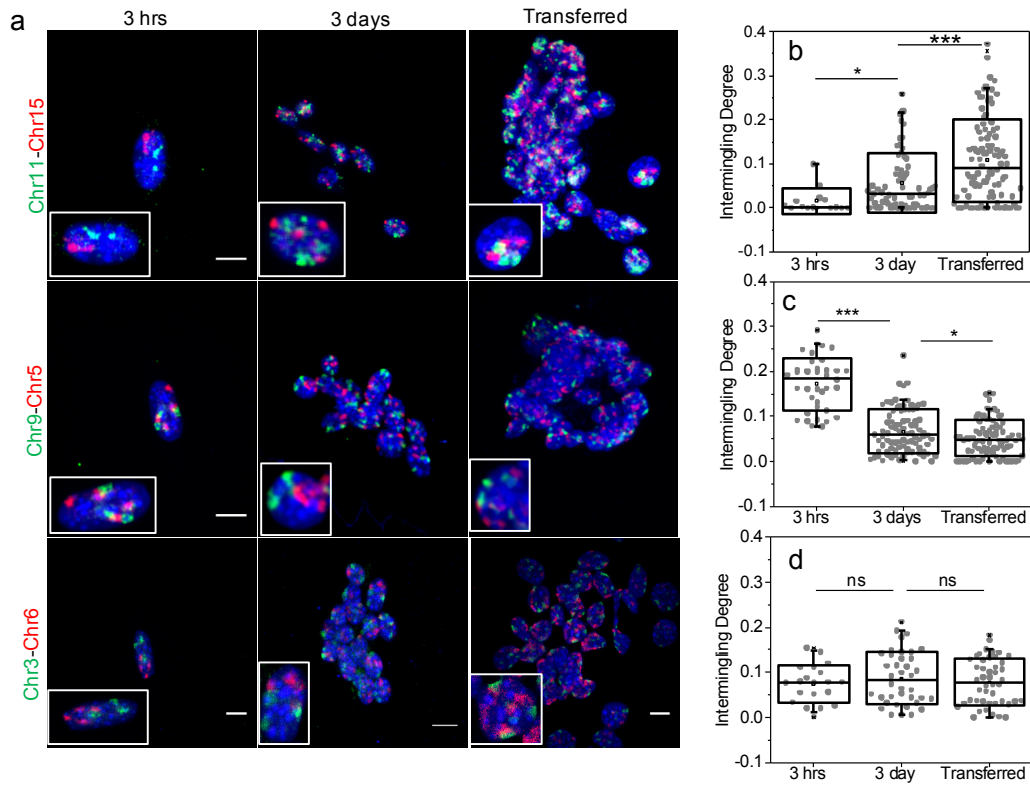 a
3 hrs
3 days
Transferred
Chr11-Chr15
Chr9-Chr5
Chr3-Chr6
b
Intermingling Degree
0.4
0.3
0.2
0.1
0.0
-0.1
*
***
3 hrs
3 day
Transferred
c
Intermingling Degree
0.4
0.3
0.2
0.1
0.0
-0.1
***
*
3 hrs
3 days
Transferred
d
Intermingling Degree
0.4
0.3
0.2
0.1
0.0
-0.1
ns
ns
3 hrs
3 day
Transferred